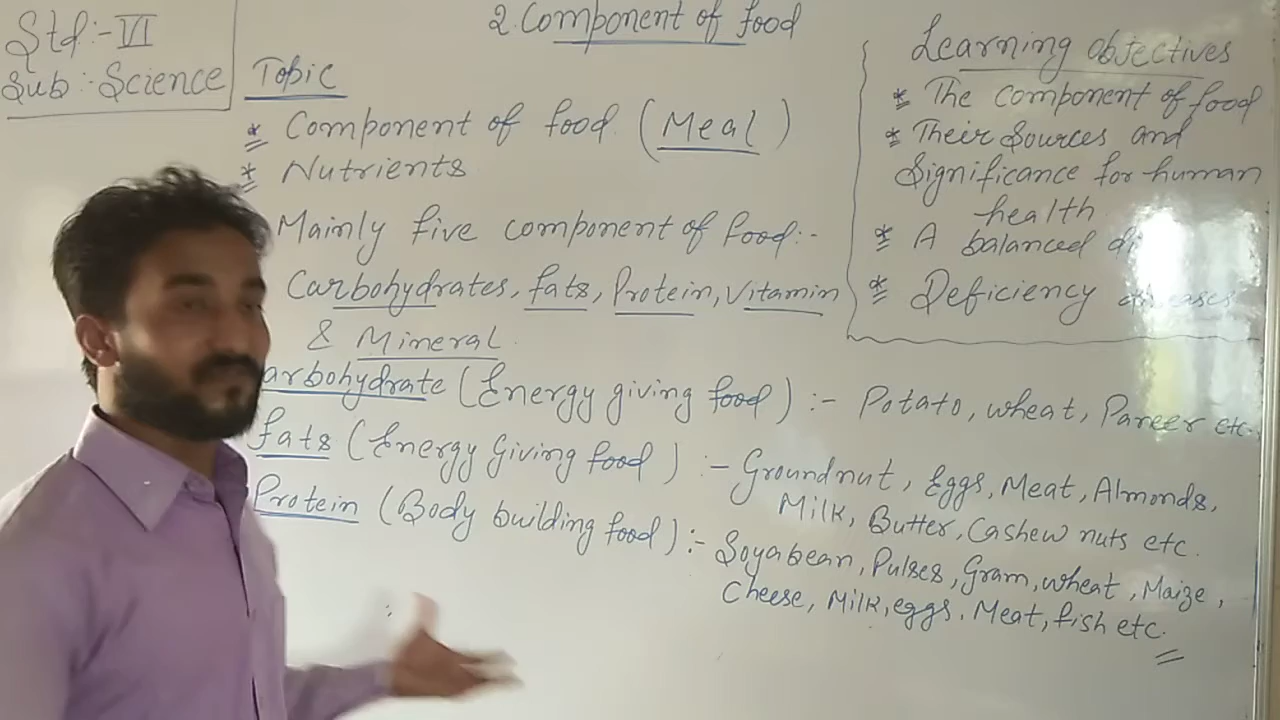 Std:- VI
Sub:- Science
2. Component of food
Topic
* Component of food (Meal)
* Nutrients
Mainly five component of food:-
Carbohydrates, fats, Protein, Vitamin
& Mineral.
arbohydrate (Energy giving food) :- Potato, wheat, Paneer etc.
fats (Energy Giving food) :- Groundnut, Eggs, Meat, Almonds,
Milk, Butter, Cashew nuts etc.
Protein (Body building food) :- Soyabean, Pulses, Gram, wheat, Maize,
Cheese, Milk, eggs, Meat, fish etc.
Learning objectives
* The component of food
* Their Sources and
Significance for human
health
* A balanced
* Deficiency diseases